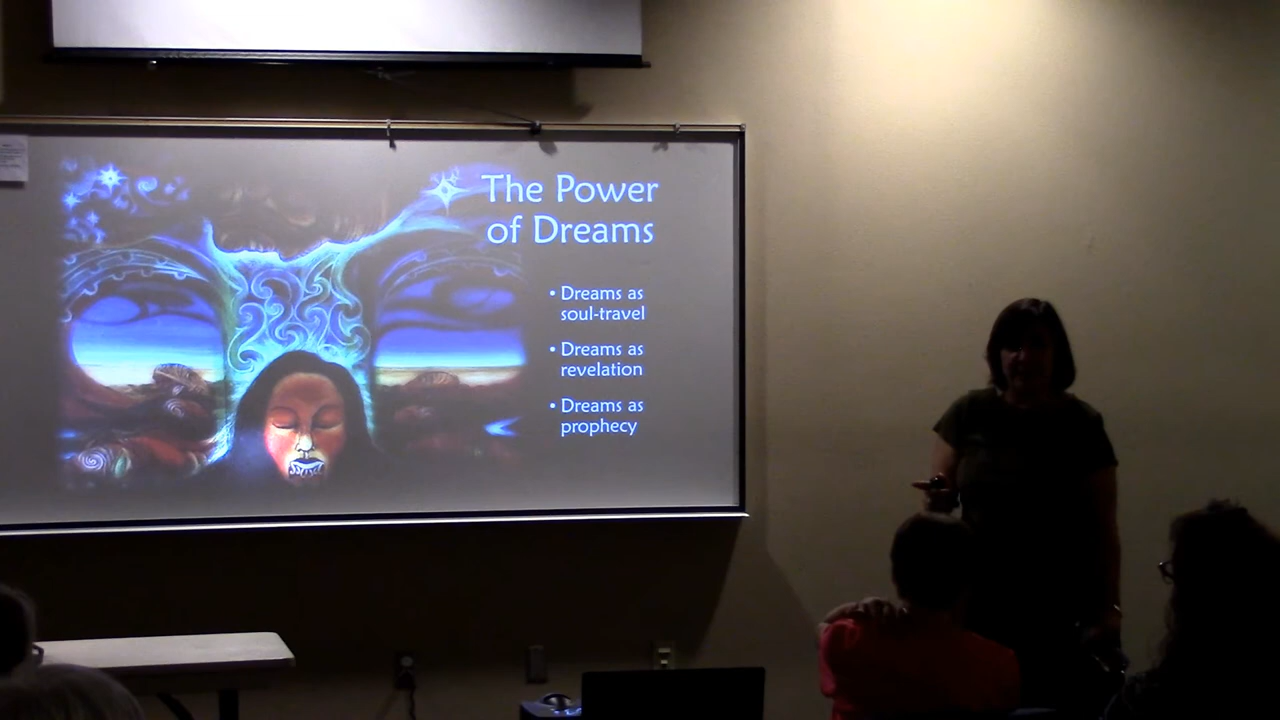 The Power
of Dreams
• Dreams as
soul-travel
• Dreams as
revelation
• Dreams as
prophecy